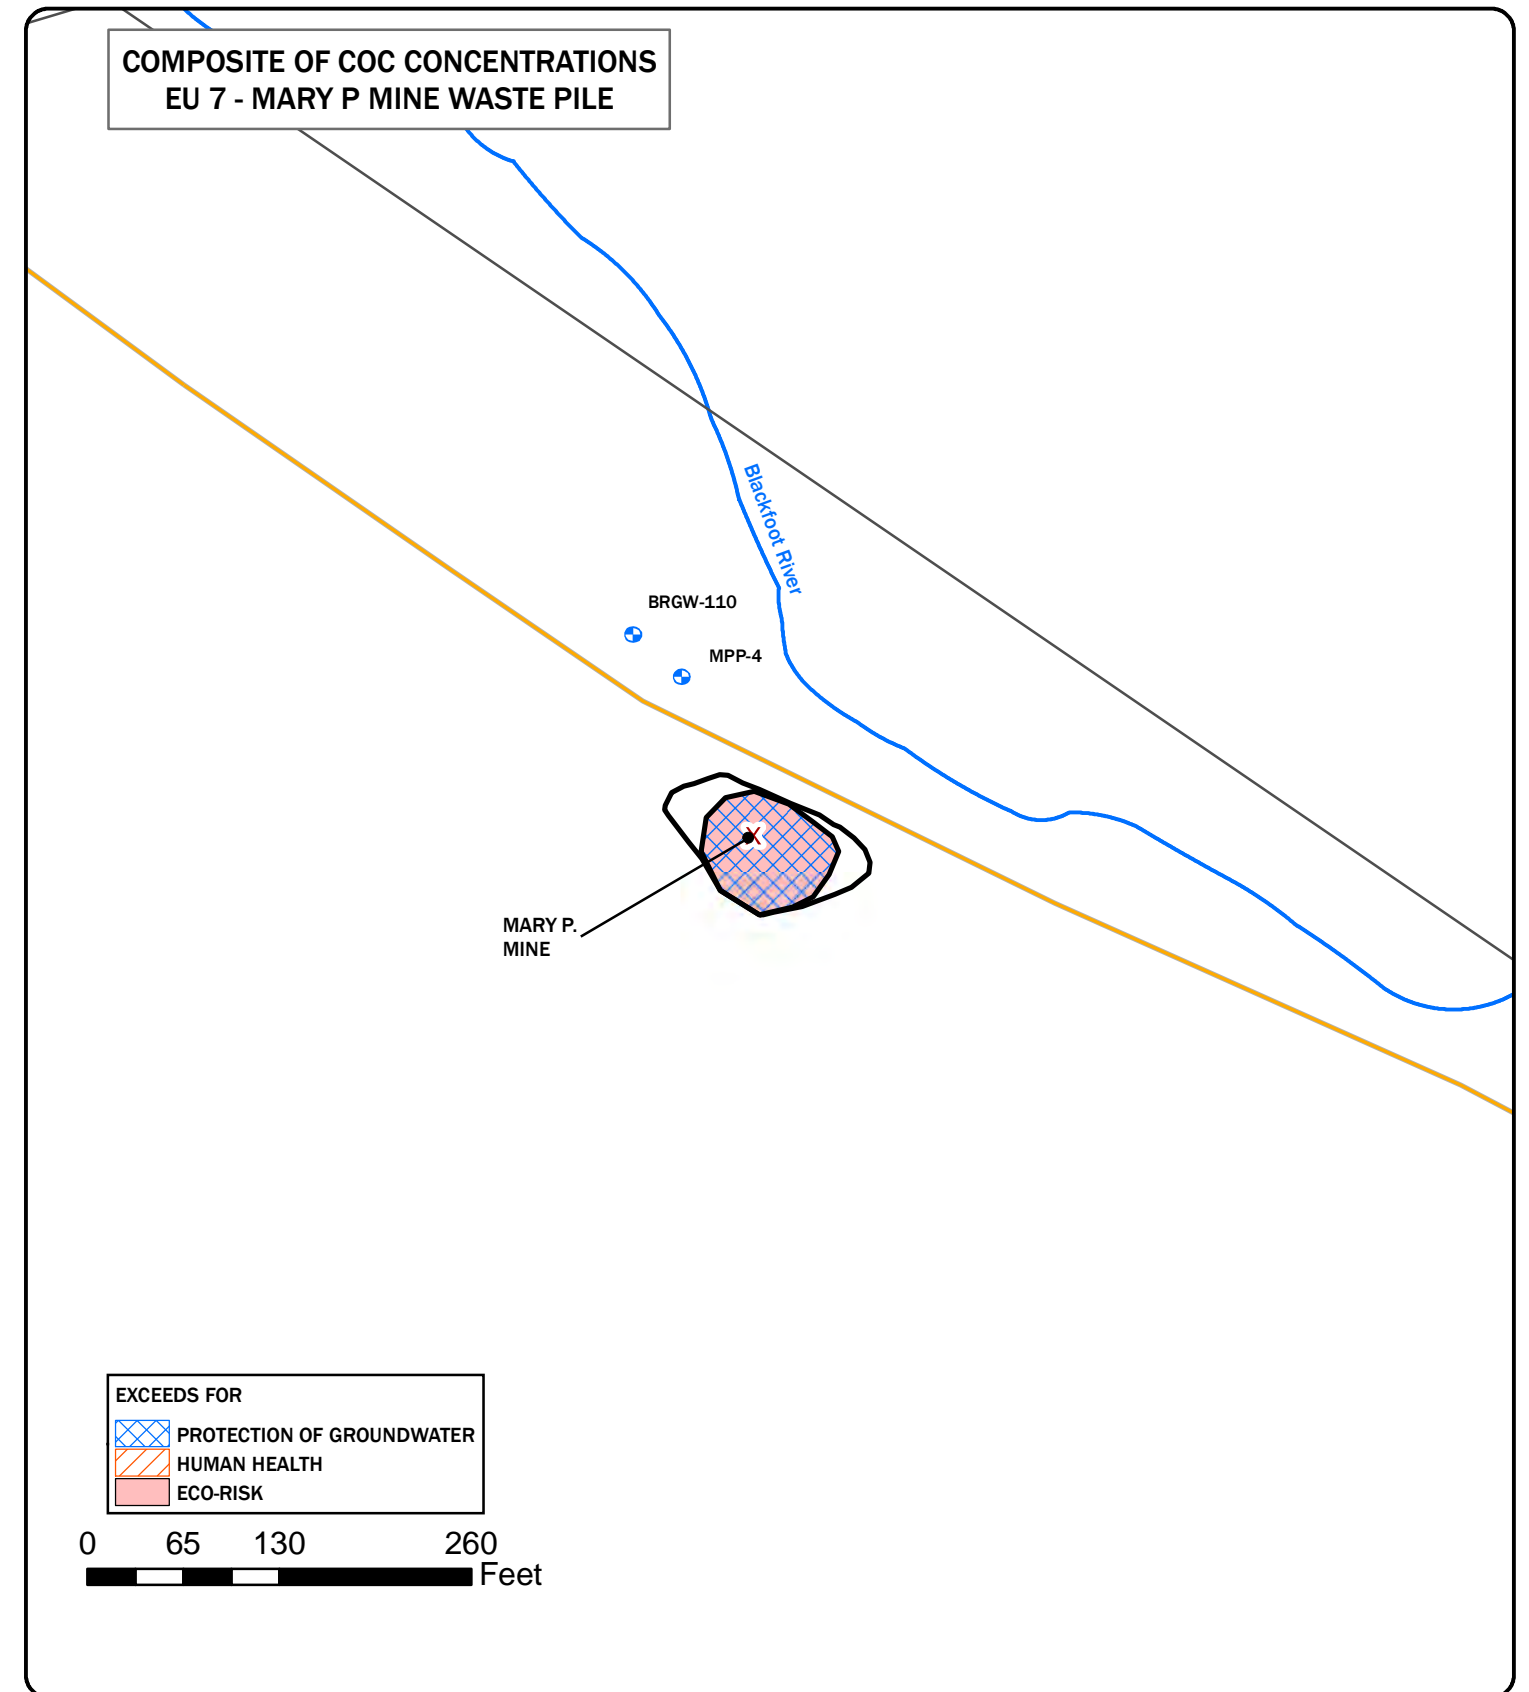 COMPOSITE OF COC CONCENTRATIONS
EU 7 - MARY P MINE WASTE PILE
Blackfoot River
BRGW-110
MPP-4
X
MARY P.
MINE
EXCEEDS FOR
PROTECTION OF GROUNDWATER
HUMAN HEALTH
ECO-RISK
0 65 130 260
Feet